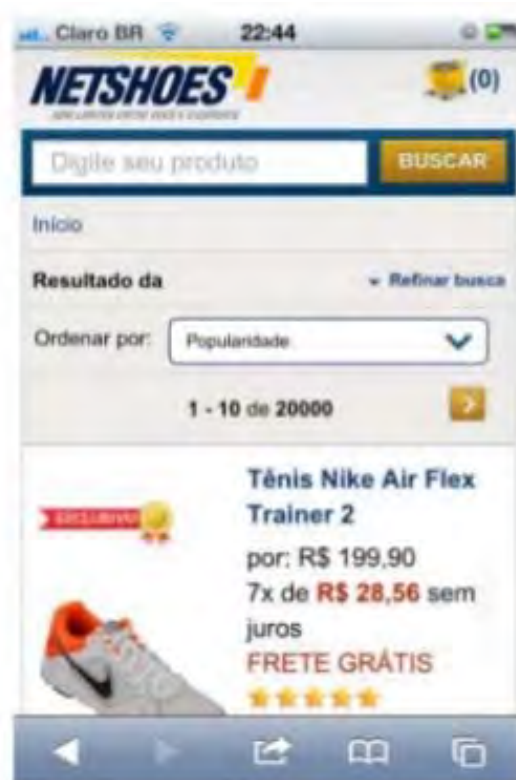 Claro BR 22:44
NETSHOES
(0)
Digite seu produto BUSCAR
Início
Resultado da Refinar busca
Ordenar por: Popularidade
1 - 10 de 20000
Tênis Nike Air Flex
Trainer 2
EXCLUSIVO
por: R$ 199,90
7x de R$ 28,56 sem
juros
FRETE GRÁTIS